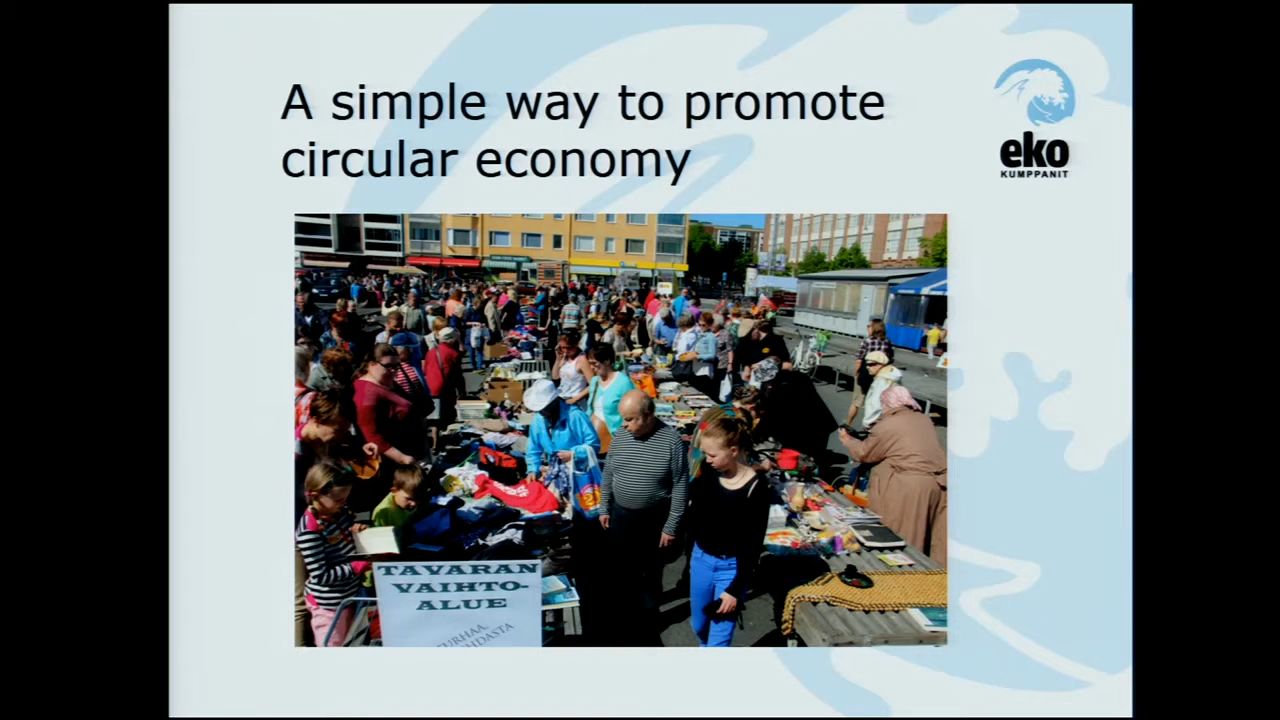 A simple way to promote
circular economy
eko
KUMPPANIT
TAVARAN
VAIHTO-
ALUE